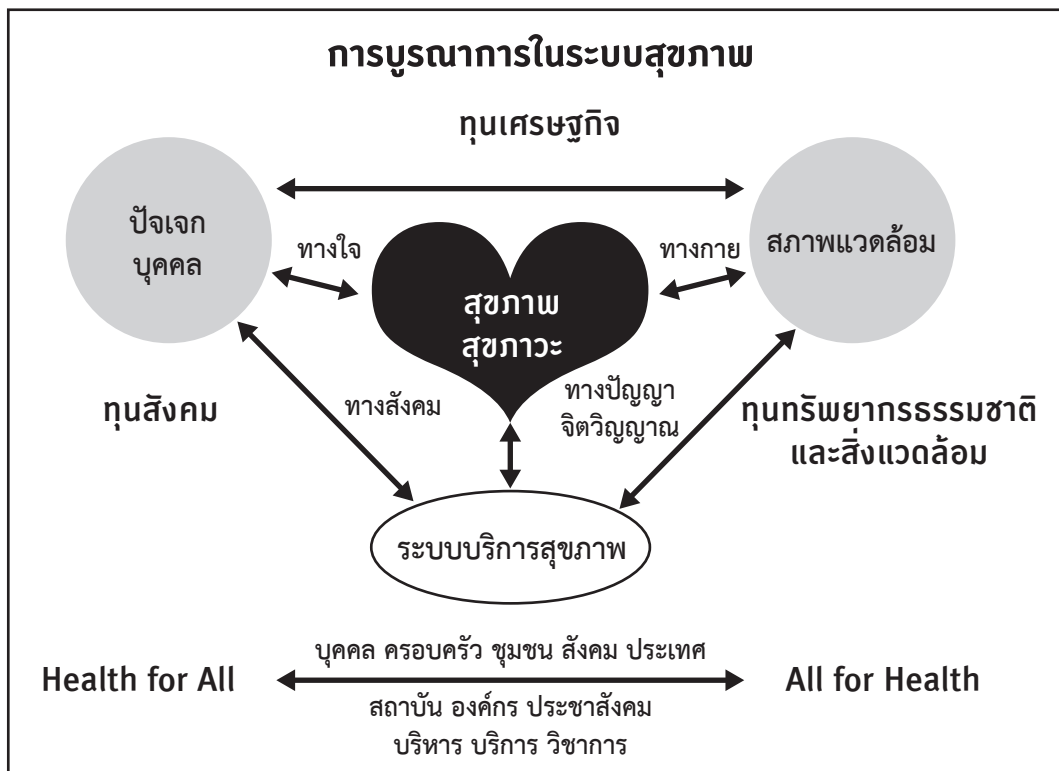 การบูรณาการในระบบสุขภาพ
ทุนเศรษฐกิจ
ปัจเจก
บุคคล
ทางใจ
ทางกาย
สภาพแวดล้อม
สุขภาพ
สุขภาวะ
ทุนสังคม
ทางสังคม
ทางปัญญา
จิตวิญญาณ
ทุนทรัพยากรธรรมชาติ
และสิ่งแวดล้อม
ระบบบริการสุขภาพ
บุคคล ครอบครัว ชุมชน สังคม ประเทศ
Health for All
All for Health
สถาบัน องค์กร ประชาสังคม
บริหาร บริการ วิชาการ